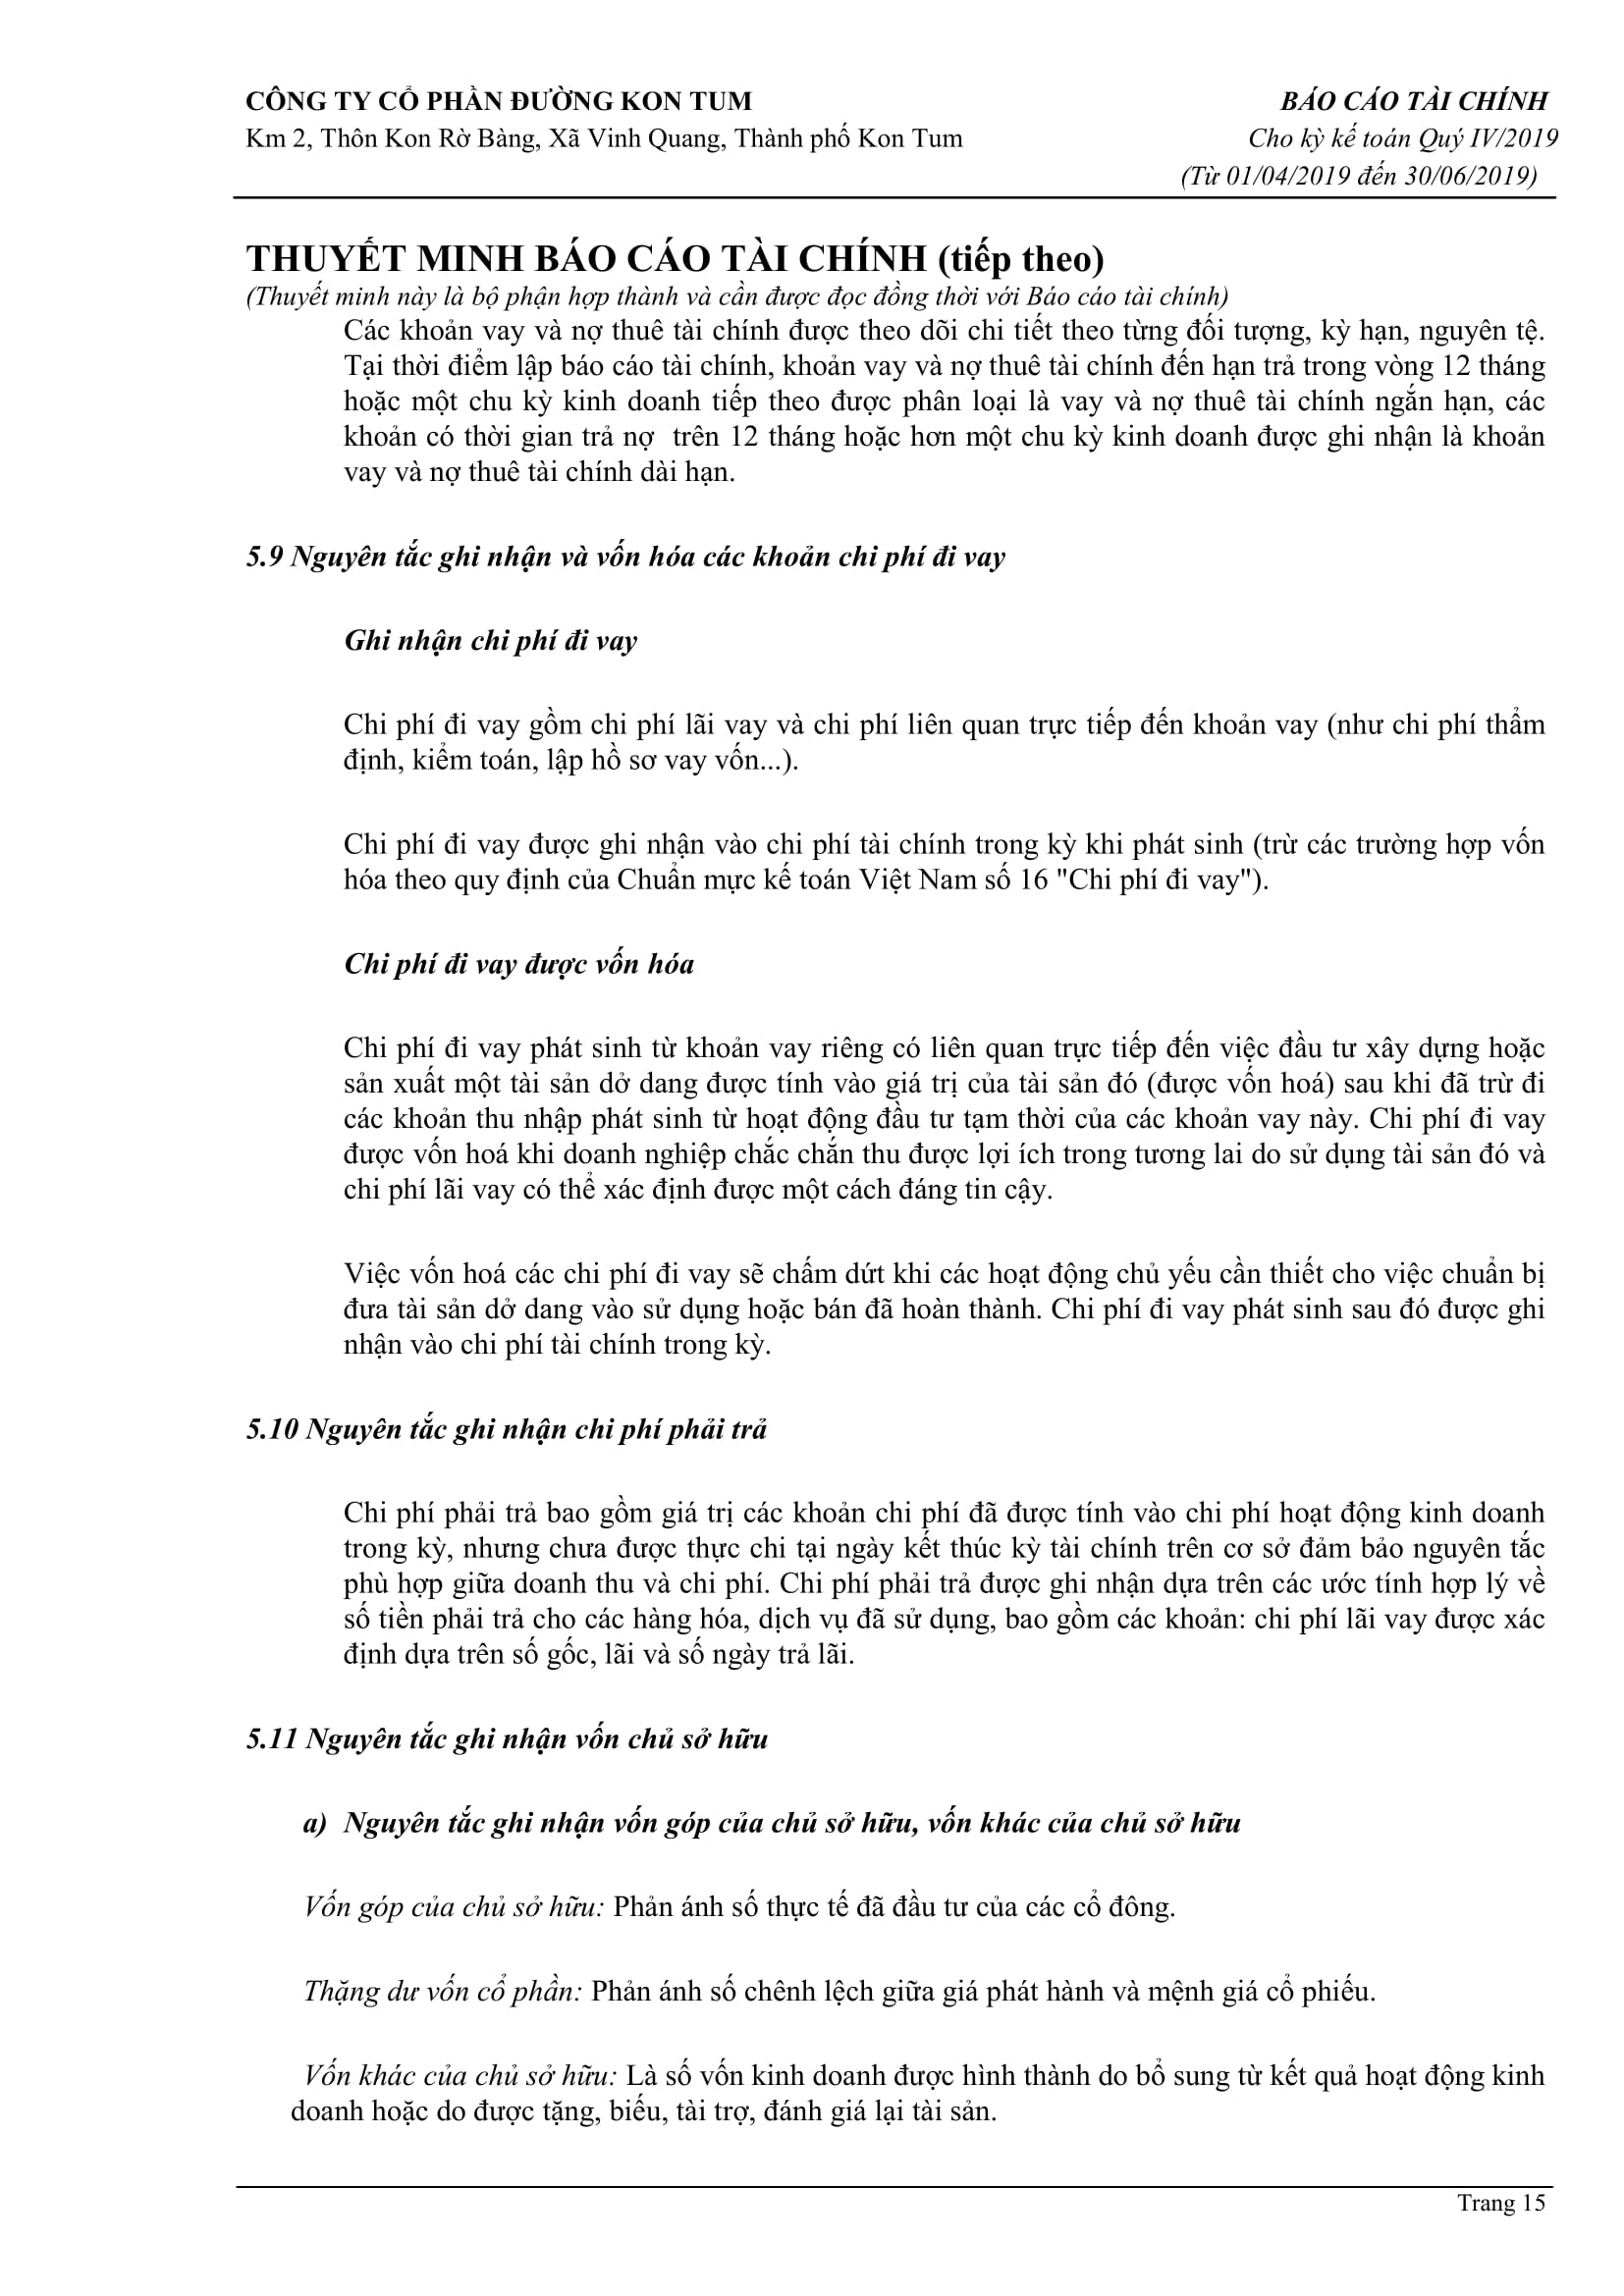 CÔNG TY CỔ PHẦN ĐƯỜNG KON TUM
BÁO CÁO TÀI CHÍNH
Km 2, Thôn Kon Rờ Bàng, Xã Vinh Quang, Thành phố Kon Tum
Cho kỳ kế toán Quý IV/2019
(Từ 01/04/2019 đến 30/06/2019)
THUYẾT MINH BÁO CÁO TÀI CHÍNH (tiếp theo)
(Thuyết minh này là bộ phận hợp thành và cần được đọc đồng thời với Báo cáo tài chính)
Các khoản vay và nợ thuê tài chính được theo dõi chi tiết theo từng đối tượng, kỳ hạn, nguyên tệ.
Tại thời điểm lập báo cáo tài chính, khoản vay và nợ thuê tài chính đến hạn trả trong vòng 12 tháng
hoặc một chu kỳ kinh doanh tiếp theo được phân loại là vay và nợ thuê tài chính ngắn hạn, các
khoản có thời gian trả nợ  trên 12 tháng hoặc hơn một chu kỳ kinh doanh được ghi nhận là khoản
vay và nợ thuê tài chính dài hạn.
5.9 Nguyên tắc ghi nhận và vốn hóa các khoản chi phí đi vay
Ghi nhận chi phí đi vay
Chi phí đi vay gồm chi phí lãi vay và chi phí liên quan trực tiếp đến khoản vay (như chi phí thẩm
định, kiểm toán, lập hồ sơ vay vốn...).
Chi phí đi vay được ghi nhận vào chi phí tài chính trong kỳ khi phát sinh (trừ các trường hợp vốn
hóa theo quy định của Chuẩn mực kế toán Việt Nam số 16 "Chi phí đi vay").
Chi phí đi vay được vốn hóa
Chi phí đi vay phát sinh từ khoản vay riêng có liên quan trực tiếp đến việc đầu tư xây dựng hoặc
sản xuất một tài sản dở dang được tính vào giá trị của tài sản đó (được vốn hoá) sau khi đã trừ đi
các khoản thu nhập phát sinh từ hoạt động đầu tư tạm thời của các khoản vay này. Chi phí đi vay
được vốn hoá khi doanh nghiệp chắc chắn thu được lợi ích trong tương lai do sử dụng tài sản đó và
chi phí lãi vay có thể xác định được một cách đáng tin cậy.
Việc vốn hoá các chi phí đi vay sẽ chấm dứt khi các hoạt động chủ yếu cần thiết cho việc chuẩn bị
đưa tài sản dở dang vào sử dụng hoặc bán đã hoàn thành. Chi phí đi vay phát sinh sau đó được ghi
nhận vào chi phí tài chính trong kỳ.
5.10 Nguyên tắc ghi nhận chi phí phải trả
Chi phí phải trả bao gồm giá trị các khoản chi phí đã được tính vào chi phí hoạt động kinh doanh
trong kỳ, nhưng chưa được thực chi tại ngày kết thúc kỳ tài chính trên cơ sở đảm bảo nguyên tắc
phù hợp giữa doanh thu và chi phí. Chi phí phải trả được ghi nhận dựa trên các ước tính hợp lý về
số tiền phải trả cho các hàng hóa, dịch vụ đã sử dụng, bao gồm các khoản: chi phí lãi vay được xác
định dựa trên số gốc, lãi và số ngày trả lãi.
5.11 Nguyên tắc ghi nhận vốn chủ sở hữu
a) Nguyên tắc ghi nhận vốn góp của chủ sở hữu, vốn khác của chủ sở hữu
Vốn góp của chủ sở hữu: Phản ánh số thực tế đã đầu tư của các cổ đông.
Thặng dư vốn cổ phần: Phản ánh số chênh lệch giữa giá phát hành và mệnh giá cổ phiếu.
Vốn khác của chủ sở hữu: Là số vốn kinh doanh được hình thành do bổ sung từ kết quả hoạt động kinh
doanh hoặc do được tặng, biếu, tài trợ, đánh giá lại tài sản.
Trang 15